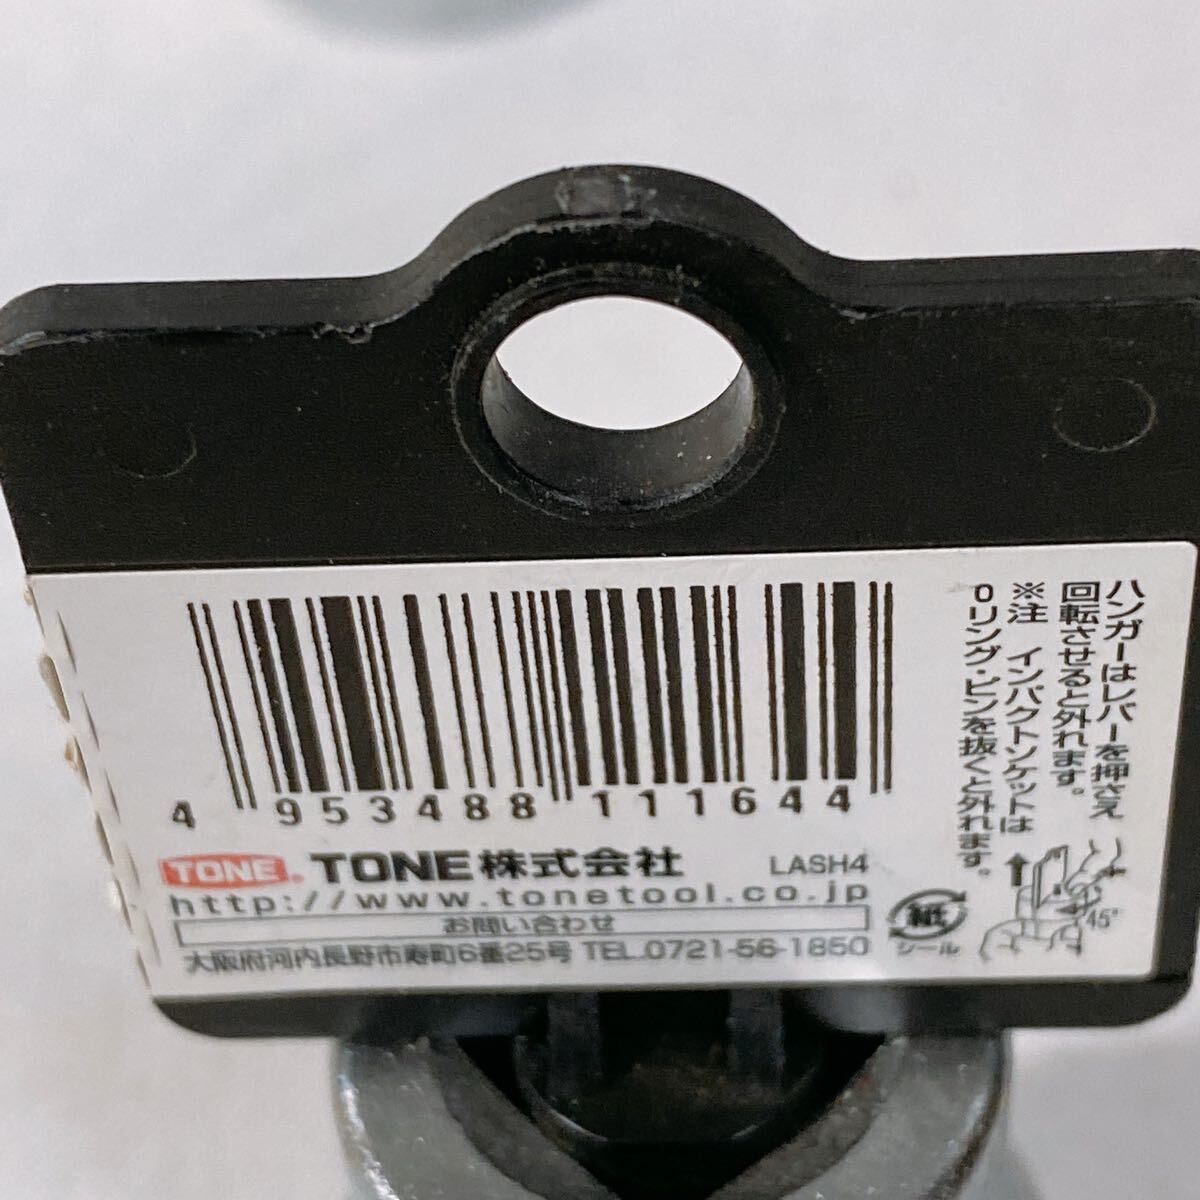 4 953488 111644
TONE. TONE株式会社 LASH4
http://www.tonetool.co.jp
お問い合わせ
大阪府河内長野市寿町6番25号 TEL.0721-56-1850
ハンガーはレバーを押さえ
回転させると外れます。
※注 インパクトソケットは
Oリング・ピンを抜くと外れます。
45°
紙
シール